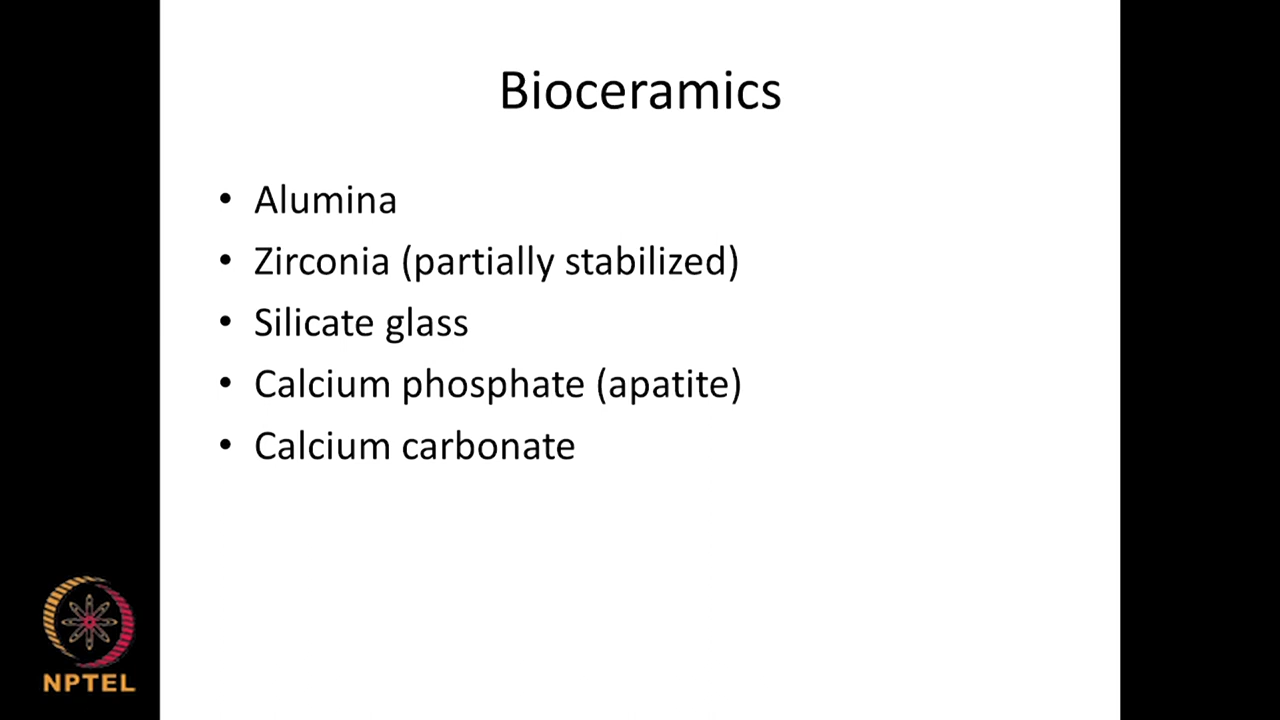 Bioceramics
• Alumina
• Zirconia (partially stabilized)
• Silicate glass
• Calcium phosphate (apatite)
• Calcium carbonate
NPTEL